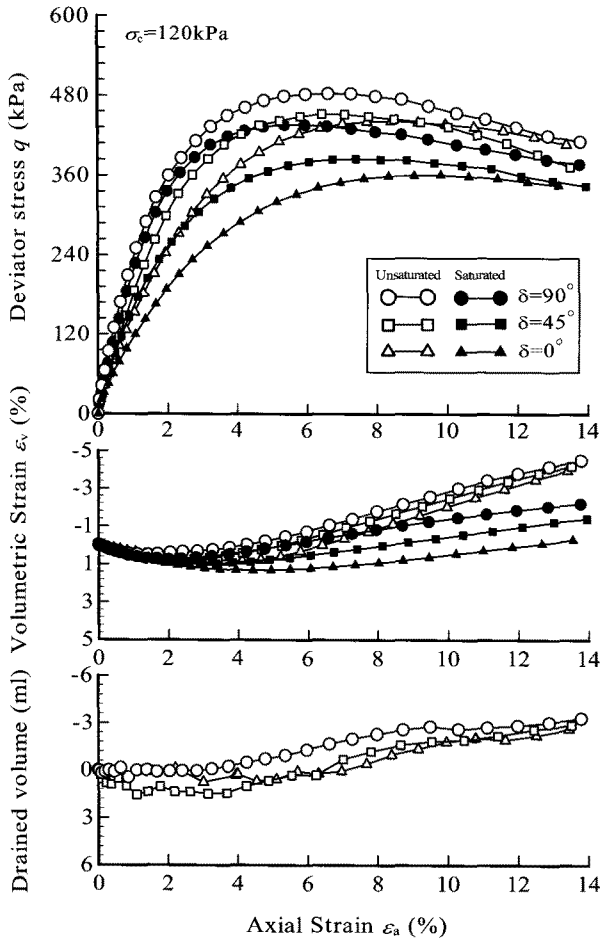 σc=120kPa
Deviator stress q (kPa)
600
480
360
240
120
0
0 2 4 6 8 10 12 14
Unsaturated Saturated
δ=90°
δ=45°
δ=0°
Volumetric Strain εv (%)
-5
-3
-1
1
3
5
0 2 4 6 8 10 12 14
Drained volume (ml)
-6
-3
0
3
6
0 2 4 6 8 10 12 14
Axial Strain εa (%)